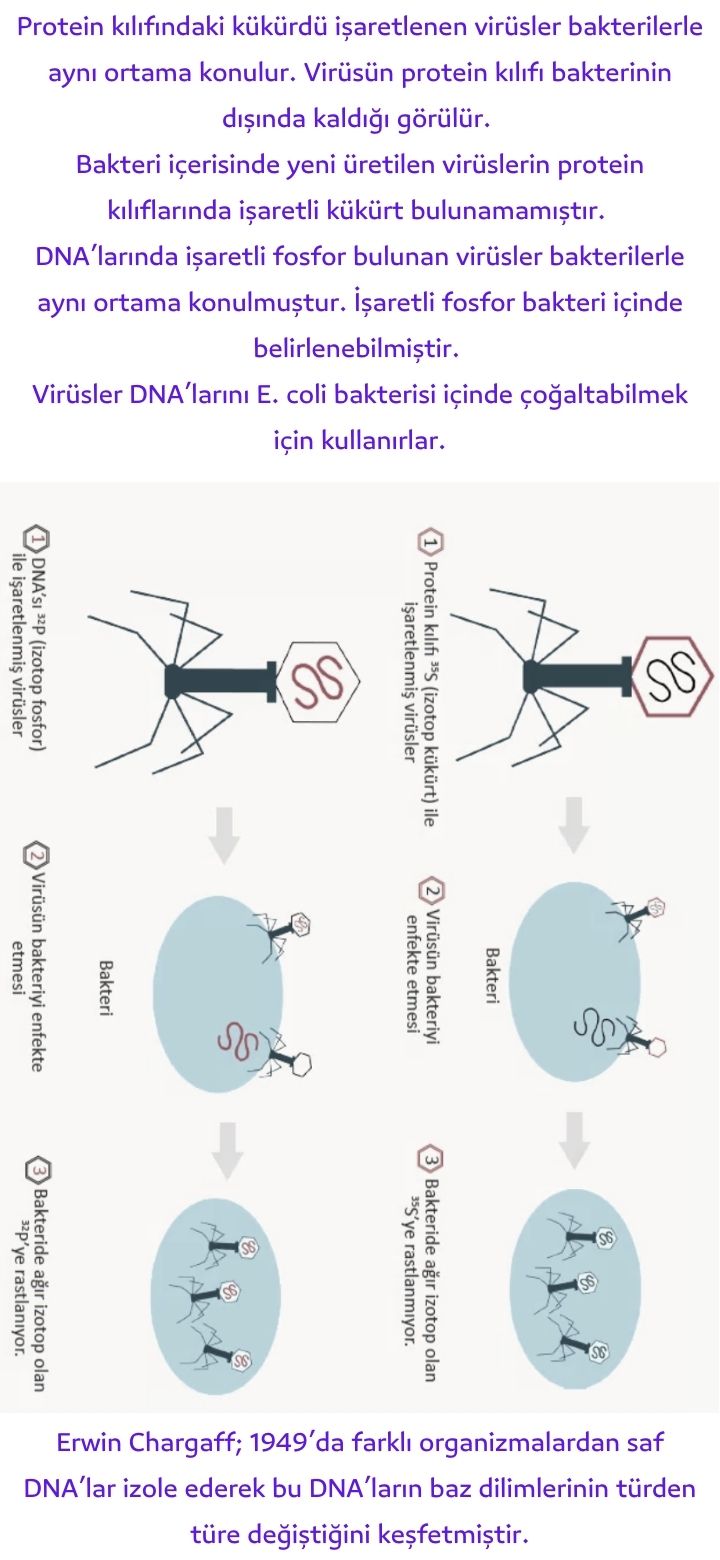 Protein kılıfındaki kükürdü işaretlenen virüsler bakterilerle
aynı ortama konulur. Virüsün protein kılıfı bakterinin
dışında kaldığı görülür.
Bakteri içerisinde yeni üretilen virüslerin protein
kılıflarında işaretli kükürt bulunamamıştır.
DNA’larında işaretli fosfor bulunan virüsler bakterilerle
aynı ortama konulmuştur. İşaretli fosfor bakteri içinde
belirlenebilmiştir.
Virüsler DNA’larını E. coli bakterisi içinde çoğaltabilmek
için kullanırlar.
1 Protein kılıfı ³⁵S (izotop kükürt) ile
işaretlenmiş virüsler
2 Virüsün bakteriyi
enfekte etmesi
Bakteri
3 Bakteride ağır izotop olan
³⁵S'ye rastlanmıyor.
1 DNA'sı ³²P (izotop fosfor)
ile işaretlenmiş virüsler
2 Virüsün bakteriyi enfekte
etmesi
Bakteri
3 Bakteride ağır izotop olan
³²P'ye rastlanıyor.
Erwin Chargaff; 1949’da farklı organizmalardan saf
DNA’lar izole ederek bu DNA’ların baz dilimlerinin türden
türe değiştiğini keşfetmiştir.